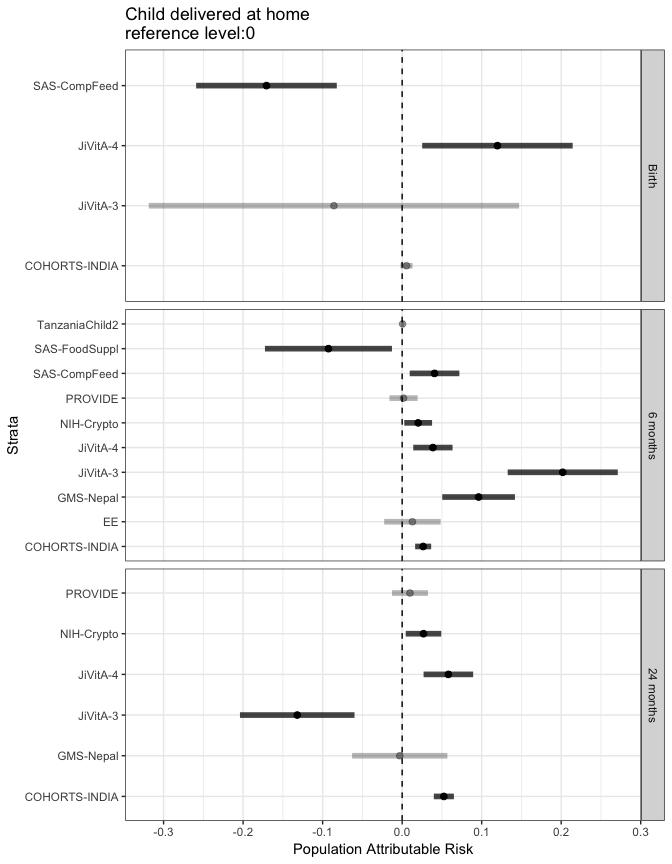 Child delivered at home
reference level:0
SAS-CompFeed
JiVitA-4
JiVitA-3
COHORTS-INDIA
Birth
TanzaniaChild2
SAS-FoodSuppl
SAS-CompFeed
PROVIDE
NIH-Crypto
JiVitA-4
JiVitA-3
GMS-Nepal
EE
COHORTS-INDIA
6 months
PROVIDE
NIH-Crypto
JiVitA-4
JiVitA-3
GMS-Nepal
COHORTS-INDIA
24 months
Strata
-0.3 -0.2 -0.1 0.0 0.1 0.2 0.3
Population Attributable Risk